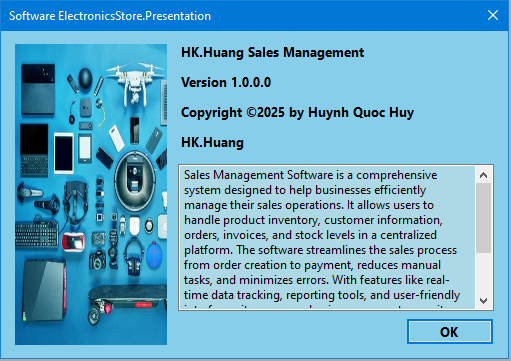 Software ElectronicsStore.Presentation
HK.Huang Sales Management
Version 1.0.0.0
Copyright ©2025 by Huynh Quoc Huy
HK.Huang
Sales Management Software is a comprehensive
system designed to help businesses efficiently
manage their sales operations. It allows users to
handle product inventory, customer information,
orders, invoices, and stock levels in a centralized
platform. The software streamlines the sales process
from order creation to payment, reduces manual
tasks, and minimizes errors. With features like real-
time data tracking, reporting tools, and user-friendly
OK